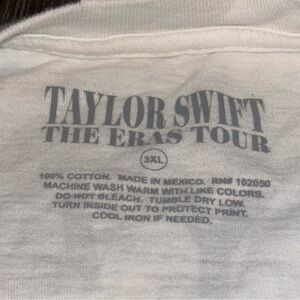 TAYLOR SWIFT
THE ERAS TOUR
3XL
100% COTTON. MADE IN MEXICO. RN# 102050
MACHINE WASH WARM WITH LIKE COLORS.
DO NOT BLEACH. TUMBLE DRY LOW.
TURN INSIDE OUT TO PROTECT PRINT.
COOL IRON IF NEEDED.